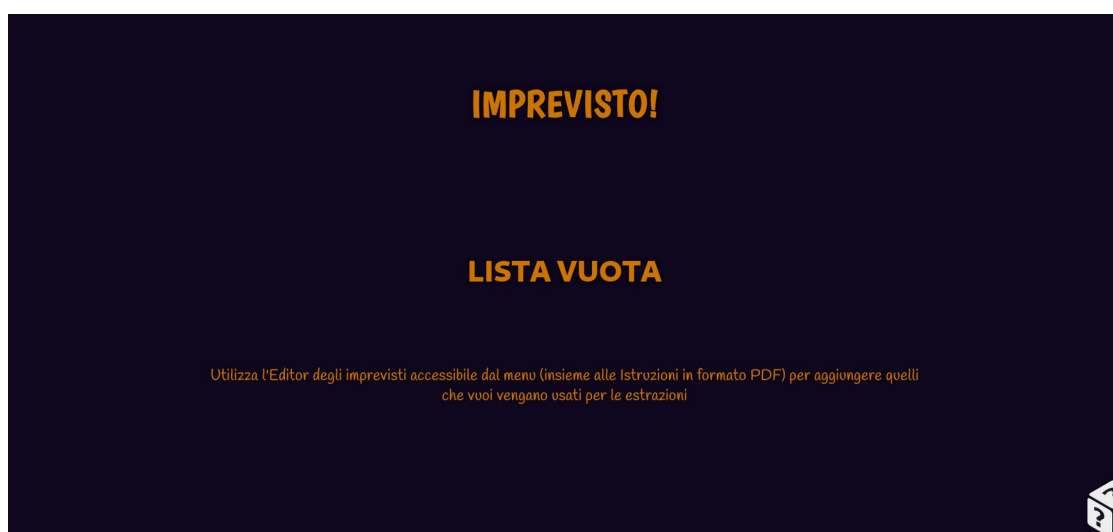 IMPREVISTO!
LISTA VUOTA
Utilizza l'Editor degli imprevisti accessibile dal menu (insieme alle Istruzioni in formato PDF) per aggiungere quelli
che vuoi vengano usati per le estrazioni